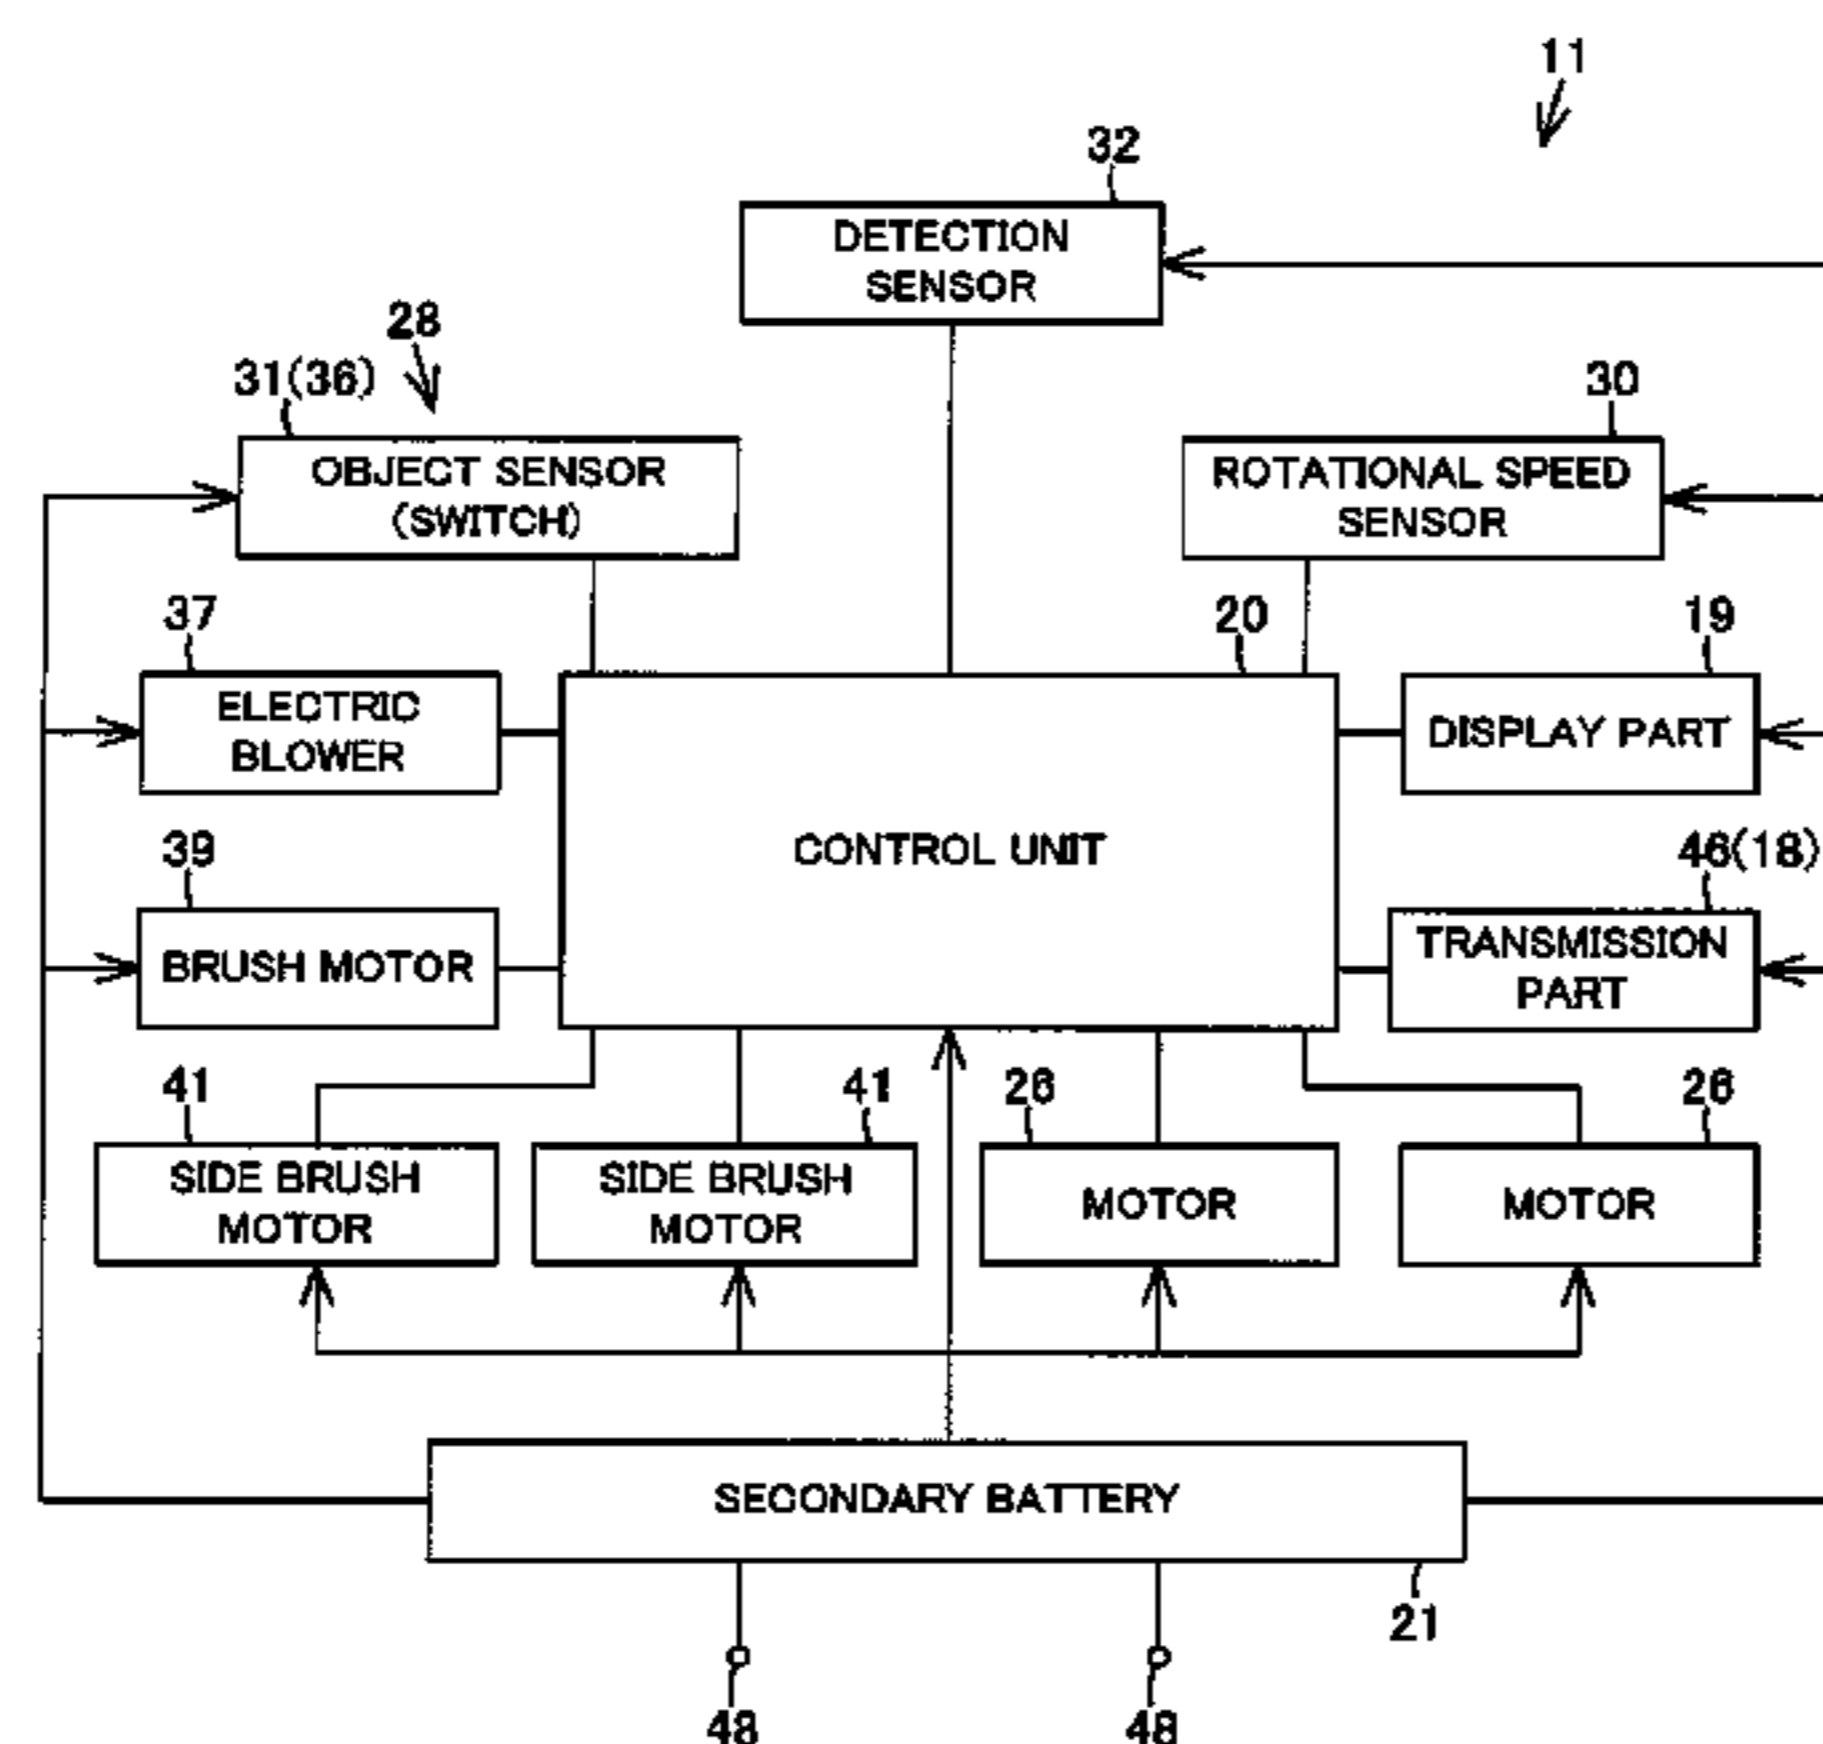 11
32
DETECTION
SENSOR
28
31(36)
OBJECT SENSOR
(SWITCH)
30
ROTATIONAL SPEED
SENSOR
37
ELECTRIC
BLOWER
20
CONTROL UNIT
19
DISPLAY PART
39
BRUSH MOTOR
46(18)
TRANSMISSION
PART
41
SIDE BRUSH
MOTOR
41
SIDE BRUSH
MOTOR
26
MOTOR
26
MOTOR
SECONDARY BATTERY
21
48
48